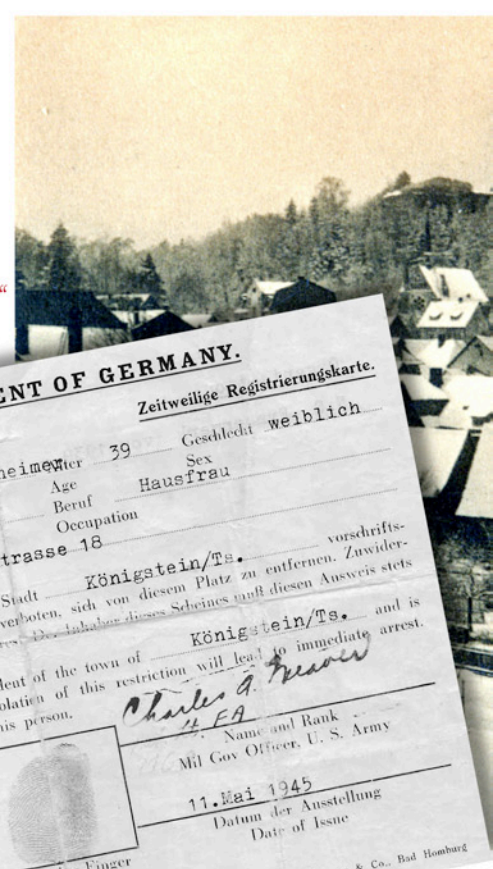 “
ENT OF GERMANY.
Zeitweilige Registrierungskarte.
heimer Alter 39 Geschlecht weiblich
Age Sex
Beruf Hausfrau
Occupation
trasse 18
Stadt Königstein/Ts. vorschrifts-
verboten, sich von diesem Platz zu entfernen. Zuwider-
Der Inhaber dieses Scheines muß diesen Ausweis stets
dent of the town of Königstein/Ts. and is
olation of this restriction will lead to immediate arrest.
his person.
Charles A.
FA
Name and Rank
Mil Gov Officer, U. S. Army
11.Mai 1945
Datum der Ausstellung
Date of Issue
Finger
& Co., Bad Homburg